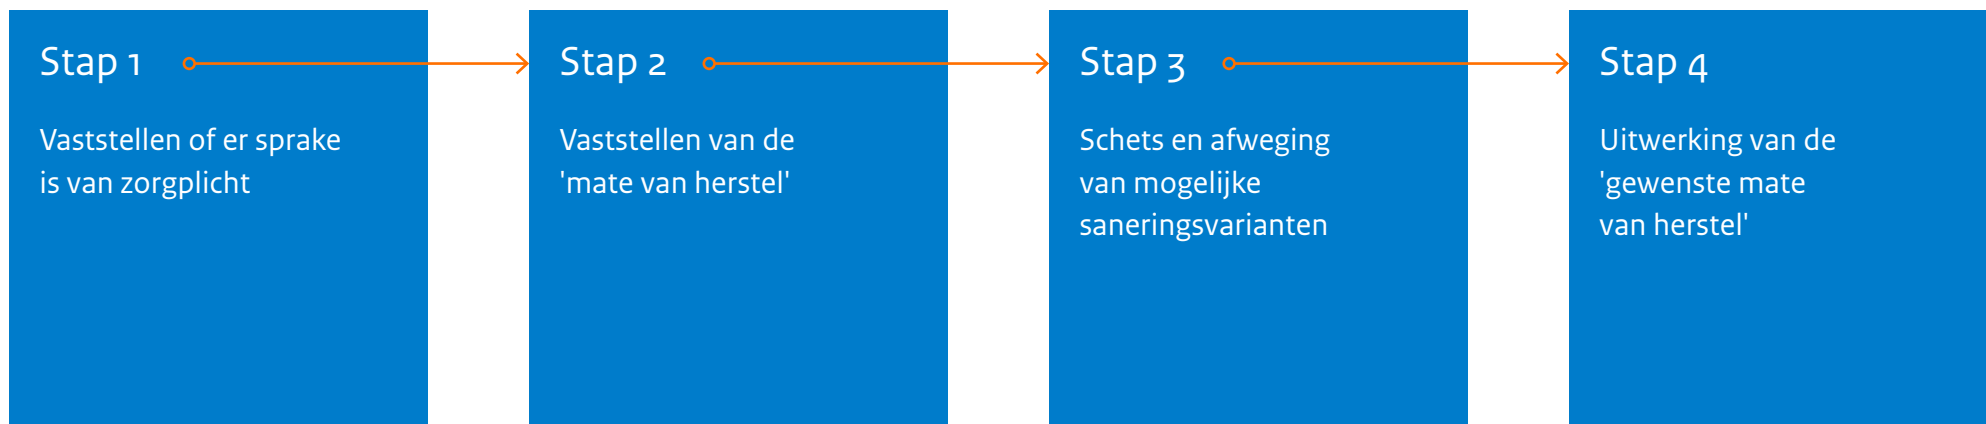 Stap 1
Vaststellen of er sprake
is van zorgplicht
Stap 2
Vaststellen van de
'mate van herstel'
Stap 3
Schets en afweging
van mogelijke
saneringsvarianten
Stap 4
Uitwerking van de
'gewenste mate
van herstel'